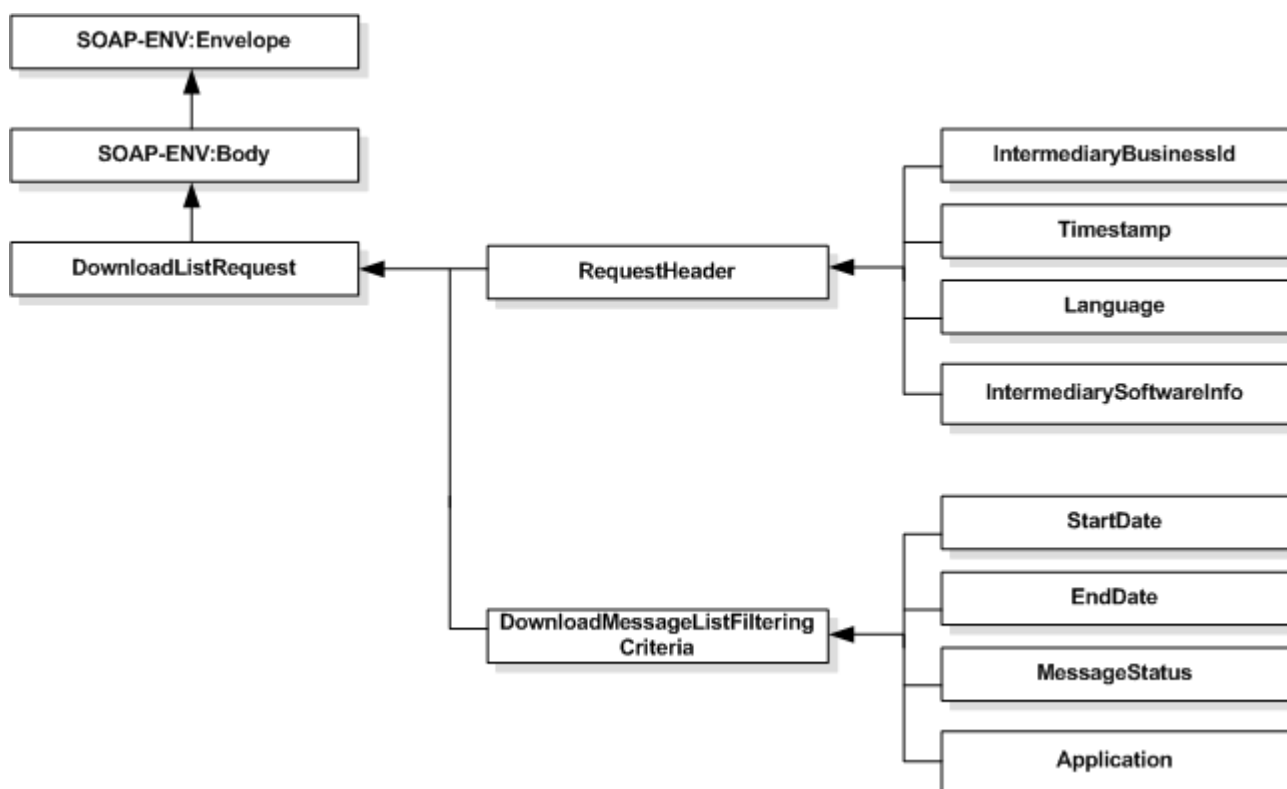 SOAP-ENV:Envelope
SOAP-ENV:Body
DownloadListRequest
RequestHeader
IntermediaryBusinessId
Timestamp
Language
IntermediarySoftwareInfo
DownloadMessageListFiltering
Criteria
StartDate
EndDate
MessageStatus
Application